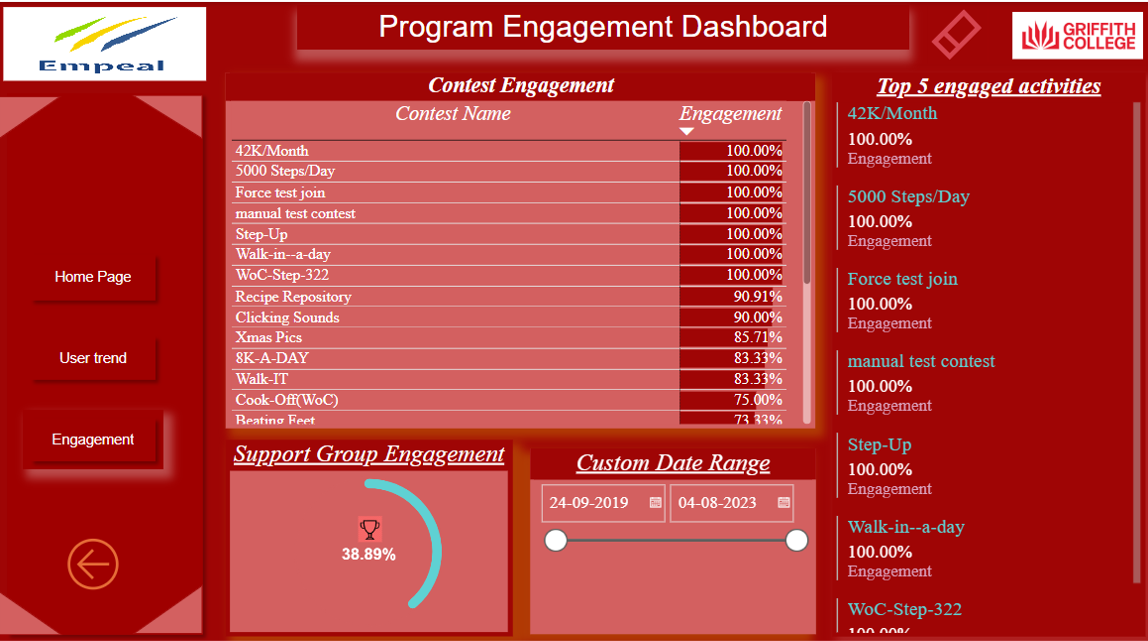 Empeal
Program Engagement Dashboard
GRIFFITH
COLLEGE
Home Page
User trend
Engagement
Contest Engagement
Contest Name Engagement
42K/Month 100.00%
5000 Steps/Day 100.00%
Force test join 100.00%
manual test contest 100.00%
Step-Up 100.00%
Walk-in--a-day 100.00%
WoC-Step-322 100.00%
Recipe Repository 90.91%
Clicking Sounds 90.00%
Xmas Pics 85.71%
8K-A-DAY 83.33%
Walk-IT 83.33%
Cook-Off(WoC) 75.00%
Beating Feet 73.33%
Support Group Engagement
38.89%
Custom Date Range
24-09-2019 04-08-2023
Top 5 engaged activities
42K/Month
100.00%
Engagement
5000 Steps/Day
100.00%
Engagement
Force test join
100.00%
Engagement
manual test contest
100.00%
Engagement
Step-Up
100.00%
Engagement
Walk-in--a-day
100.00%
Engagement
WoC-Step-322
100.00%